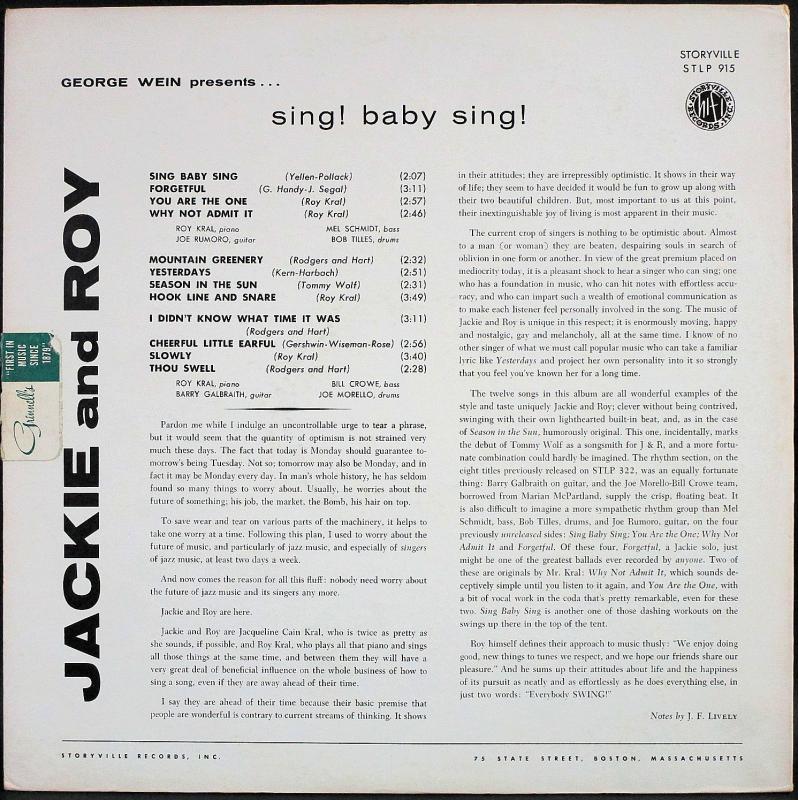 STORYVILLE
STLP 915
STORYVILLE RECORDS, INC.
GEORGE WEIN presents...
sing! baby sing!
JACKIE and ROY
"FIRST IN
MUSIC
SINCE
1879"
Grinnell's
SING BABY SING (Yellen-Pollack) (2:07)
FORGETFUL (G. Handy-J. Segal) (3:11)
YOU ARE THE ONE (Roy Kral) (2:57)
WHY NOT ADMIT IT (Roy Kral) (2:46)
ROY KRAL, piano MEL SCHMIDT, bass
JOE RUMORO, guitar BOB TILLES, drums
MOUNTAIN GREENERY (Rodgers and Hart) (2:32)
YESTERDAYS (Kern-Harbach) (2:51)
SEASON IN THE SUN (Tommy Wolf) (2:31)
HOOK LINE AND SNARE (Roy Kral) (3:49)
I DIDN'T KNOW WHAT TIME IT WAS (3:11)
(Rodgers and Hart)
CHEERFUL LITTLE EARFUL (Gershwin-Wiseman-Rose) (2:56)
SLOWLY (Roy Kral) (3:40)
THOU SWELL (Rodgers and Hart) (2:28)
ROY KRAL, piano BILL CROWE, bass
BARRY GALBRAITH, guitar JOE MORELLO, drums
Pardon me while I indulge an uncontrollable urge to tear a phrase,
but it would seem that the quantity of optimism is not strained very
much these days. The fact that today is Monday should guarantee to-
morrow's being Tuesday. Not so; tomorrow may also be Monday, and in
fact it may be Monday every day. In man's whole history, he has seldom
found so many things to worry about. Usually, he worries about the
future of something; his job, the market, the Bomb, his hair on top.
To save wear and tear on various parts of the machinery, it helps to
take one worry at a time. Following this plan, I used to worry about the
future of music, and particularly of jazz music, and especially of singers
of jazz music, at least two days a week.
And now comes the reason for all this fluff: nobody need worry about
the future of jazz music and its singers any more.
Jackie and Roy are here.
Jackie and Roy are Jacqueline Cain Kral, who is twice as pretty as
she sounds, if possible, and Roy Kral, who plays all that piano and sings
all those things at the same time, and between them they will have a
very great deal of beneficial influence on the whole business of how to
sing a song, even if they are away ahead of their time.
I say they are ahead of their time because their basic premise that
people are wonderful is contrary to current streams of thinking. It shows
in their attitudes; they are irrepressibly optimistic. It shows in their way
of life; they seem to have decided it would be fun to grow up along with
their two beautiful children. But, most important to us at this point,
their inextinguishable joy of living is most apparent in their music.
The current crop of singers is nothing to be optimistic about. Almost
to a man (or woman) they are beaten, despairing souls in search of
oblivion in one form or another. In view of the great premium placed on
mediocrity today, it is a pleasant shock to hear a singer who can sing; one
who has a foundation in music, who can hit notes with effortless accu-
racy, and who can impart such a wealth of emotional communication as
to make each listener feel personally involved in the song. The music of
Jackie and Roy is unique in this respect; it is enormously moving, happy
and nostalgic, gay and melancholy, all at the same time. I know of no
other singer of what we must call popular music who can take a familiar
lyric like Yesterdays and project her own personality into it so strongly
that you feel you've known her for a long time.
The twelve songs in this album are all wonderful examples of the
style and taste uniquely Jackie and Roy; clever without being contrived,
swinging with their own lighthearted built-in beat, and, as in the case
of Season in the Sun, humorously original. This one, incidentally, marks
the debut of Tommy Wolf as a songsmith for J & R, and a more fortu-
nate combination could hardly be imagined. The rhythm section, on the
eight titles previously released on STLP 322, was an equally fortunate
thing: Barry Galbraith on guitar, and the Joe Morello-Bill Crowe team,
borrowed from Marian McPartland, supply the crisp, floating beat. It
is also difficult to imagine a more sympathetic rhythm group than Mel
Schmidt, bass, Bob Tilles, drums, and Joe Rumoro, guitar, on the four
previously unreleased sides: Sing Baby Sing; You Are the One; Why Not
Admit It and Forgetful. Of these four, Forgetful, a Jackie solo, just
might be one of the greatest ballads ever recorded by anyone. Two of
these are originals by Mr. Kral: Why Not Admit It, which sounds de-
ceptively simple until you listen to it again, and You Are the One, with
a bit of vocal work in the coda that's pretty remarkable, even for these
two. Sing Baby Sing is another one of those dashing workouts on the
swings up there in the top of the tent.
Roy himself defines their approach to music thusly: "We enjoy doing
good, new things to tunes we respect, and we hope our friends share our
pleasure." And he sums up their attitudes about life and the happiness
of its pursuit as neatly and as effortlessly as he does everything else, in
just two words: "Everybody SWING!"
Notes by J. F. LIVELY
STORYVILLE RECORDS, INC. 75 STATE STREET, BOSTON, MASSACHUSETTS